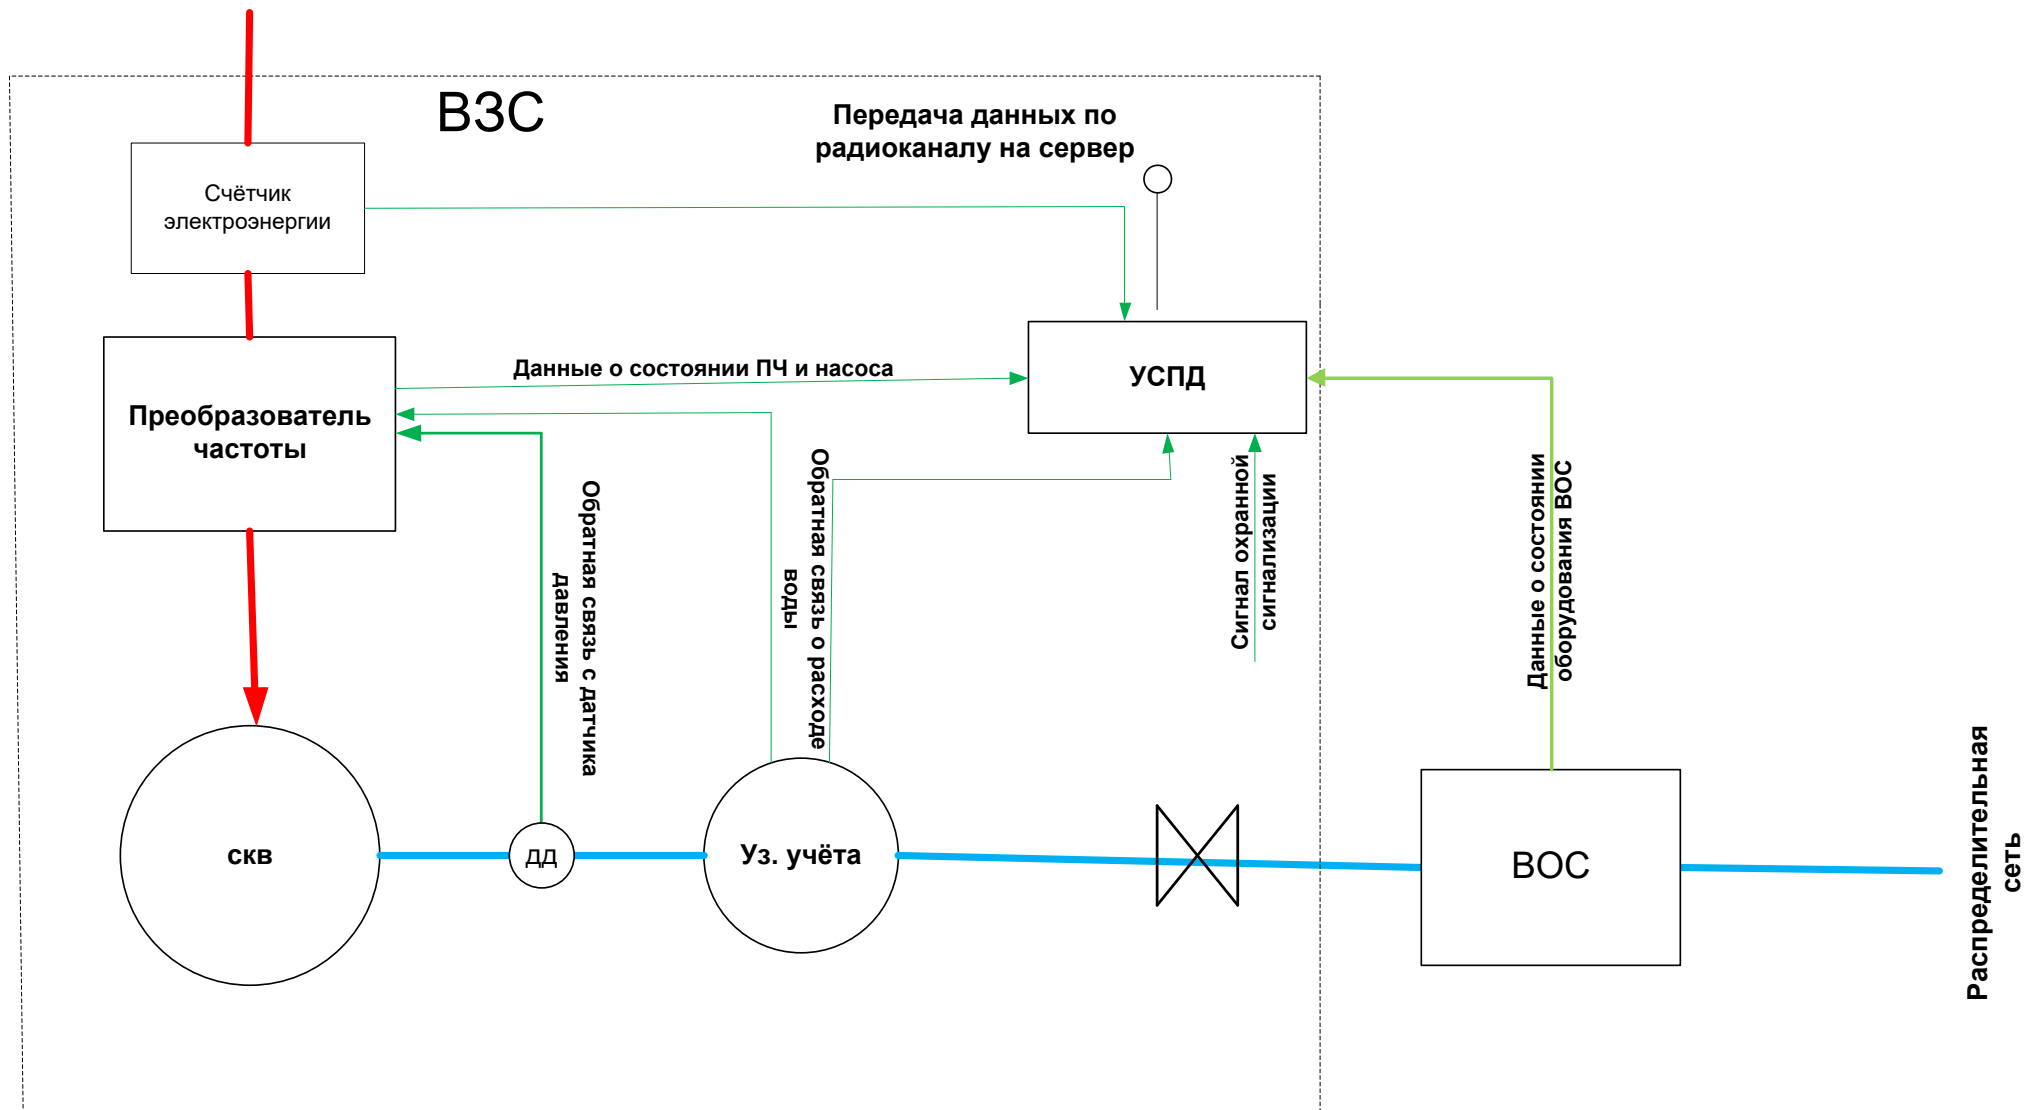 ВЗС
Передача данных по
радиоканалу на сервер
Счётчик
электроэнергии
Данные о состоянии ПЧ и насоса
УСПД
Преобразователь
частоты
Обратная связь с датчика
давления
Обратная связь о расходе
воды
Сигнал охранной
сигнализации
Данные о состоянии
оборудования ВОС
скв
дд
Уз. учёта
ВОС
Распределительная
сеть